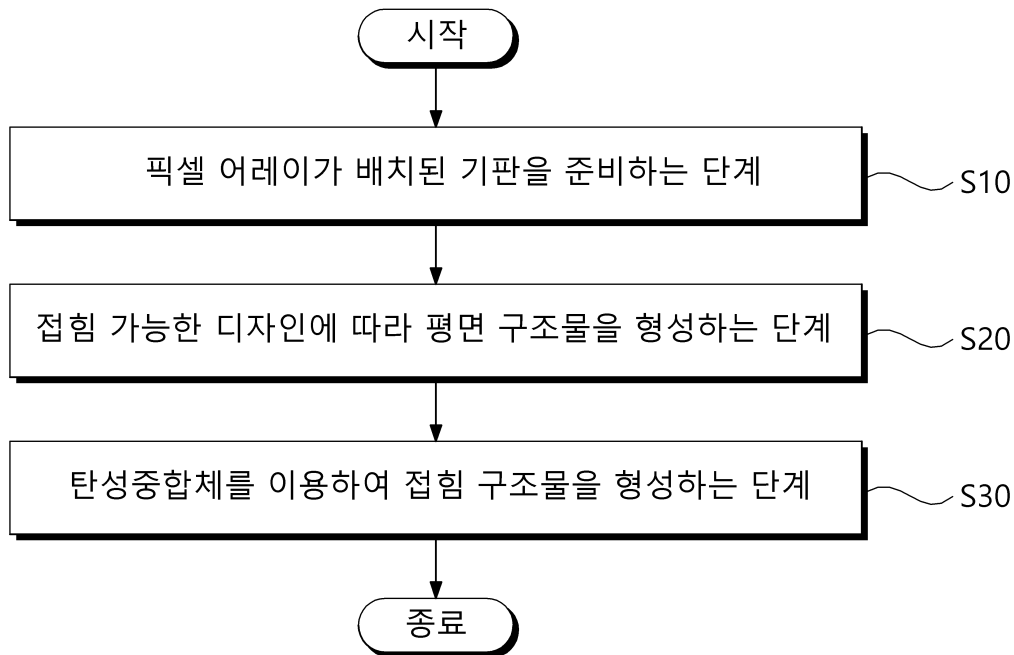 시작
픽셀 어레이가 배치된 기판을 준비하는 단계
S10
접힘 가능한 디자인에 따라 평면 구조물을 형성하는 단계
S20
탄성중합체를 이용하여 접힘 구조물을 형성하는 단계
S30
종료